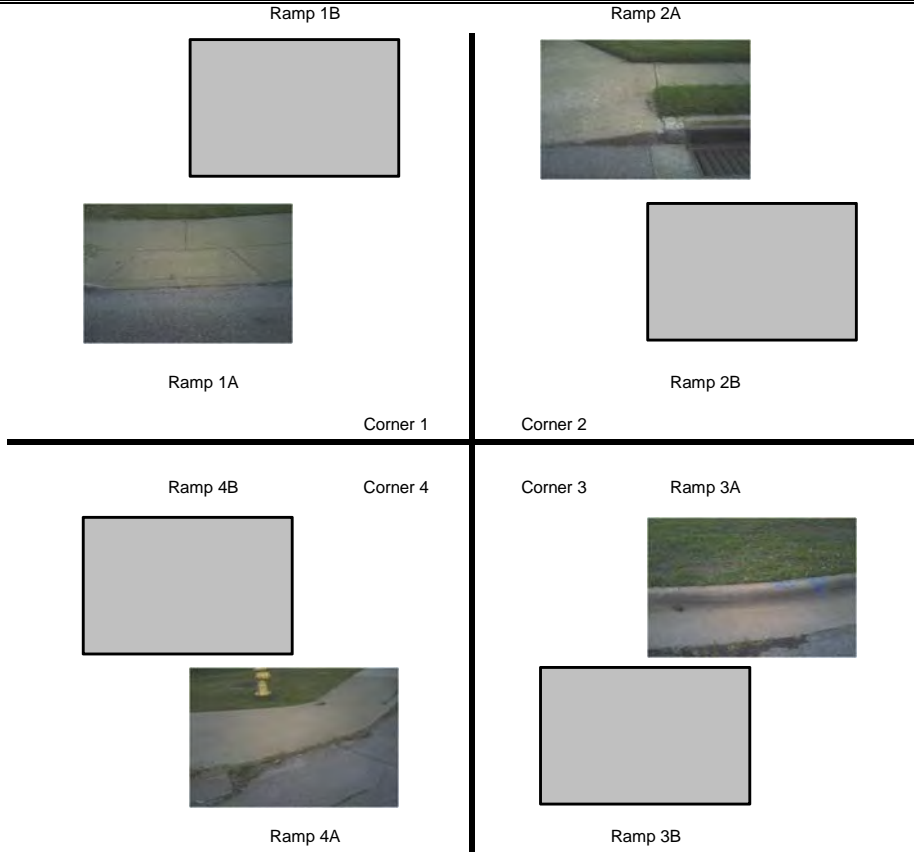 Ramp 1B
Ramp 2A
Ramp 1A
Ramp 2B
Corner 1
Corner 2
Ramp 4B
Corner 4
Corner 3
Ramp 3A
Ramp 4A
Ramp 3B